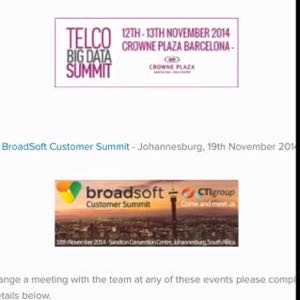 TELCO
BIG DATA
SUMMIT
12TH - 13TH NOVEMBER 2014
CROWNE PLAZA BARCELONA -
CROWNE PLAZA
BroadSoft Customer Summit - Johannesburg, 19th November 2014
broadsoft
Customer Summit
CTIgroup
Come and meet us
18th November 2014 - Sandton Convention Centre, Johannesburg, South Africa.
ange a meeting with the team at any of these events please compl
etails below.